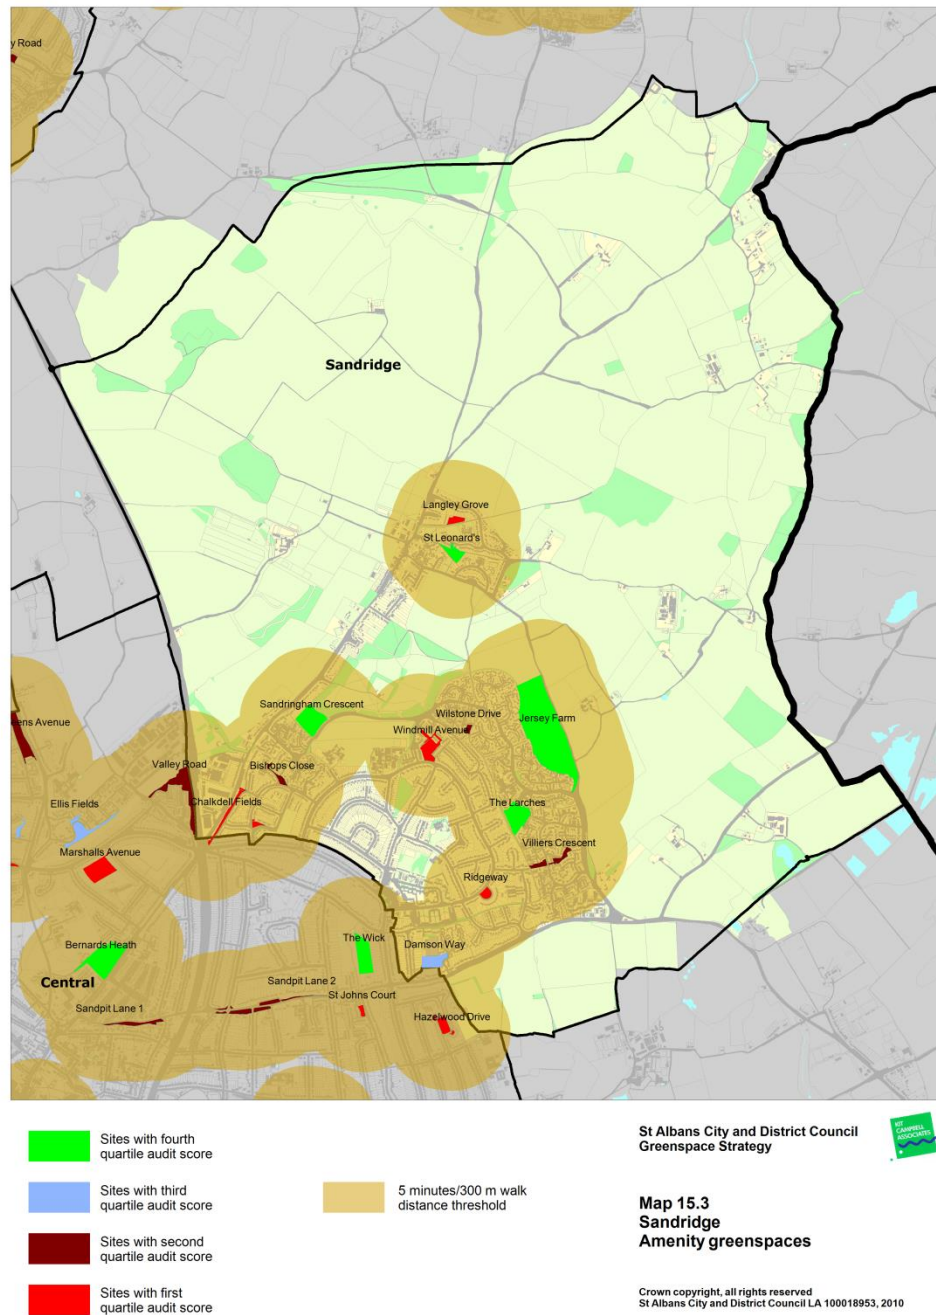 y Road
Sandridge
Langley Grove
St Leonard's
Sandringham Crescent
Wilstone Drive
Jersey Farm
Windmill Avenue
ens Avenue
Valley Road
Bishops Close
Ellis Fields
Chalkdell Fields
The Larches
Marshalls Avenue
Villiers Crescent
Ridgeway
Bernards Heath
The Wick
Damson Way
Central
Sandpit Lane 2
St Johns Court
Sandpit Lane 1
Hazelwood Drive
Sites with fourth
quartile audit score
Sites with third
quartile audit score
Sites with second
quartile audit score
Sites with first
quartile audit score
5 minutes/300 m walk
distance threshold
St Albans City and District Council
Greenspace Strategy
KIT
CAMPBELL
ASSOCIATES
Map 15.3
Sandridge
Amenity greenspaces
Crown copyright, all rights reserved
St Albans City and District Council LA 100018953, 2010